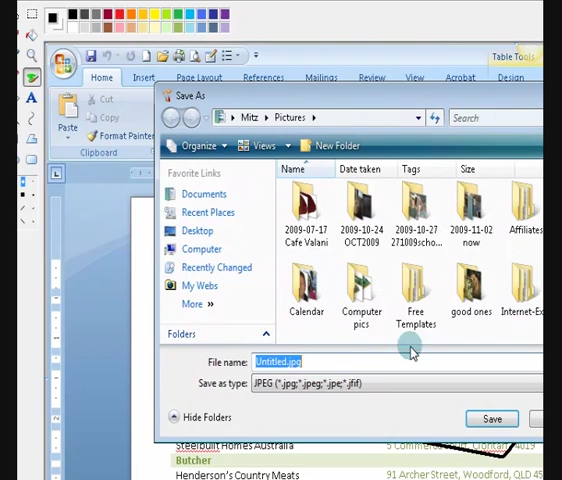 Table Tools
Home Insert Page Layout References Mailings Review View Acrobat Design
Paste
Cut
Copy
Format Painter
Clipboard
Save As
Mitz Pictures
Search
Organize Views New Folder
Favorite Links
Documents
Recent Places
Desktop
Computer
Recently Changed
My Webs
More »
Folders
Name Date taken Tags Size
2009-07-17 Cafe Valani
2009-10-24 OCT2009
2009-10-27 271009scho...
2009-11-02 now
Affiliates
Calendar
Computer pics
Free Templates
good ones
Internet-Ex
File name: Untitled.jpg
Save as type: JPEG (*.jpg;*.jpeg;*.jpe;*.jfif)
Hide Folders
Save
Steelbuilt Homes Australia
Butcher
Henderson's Country Meats 91 Archer Street, Woodford, QLD 45